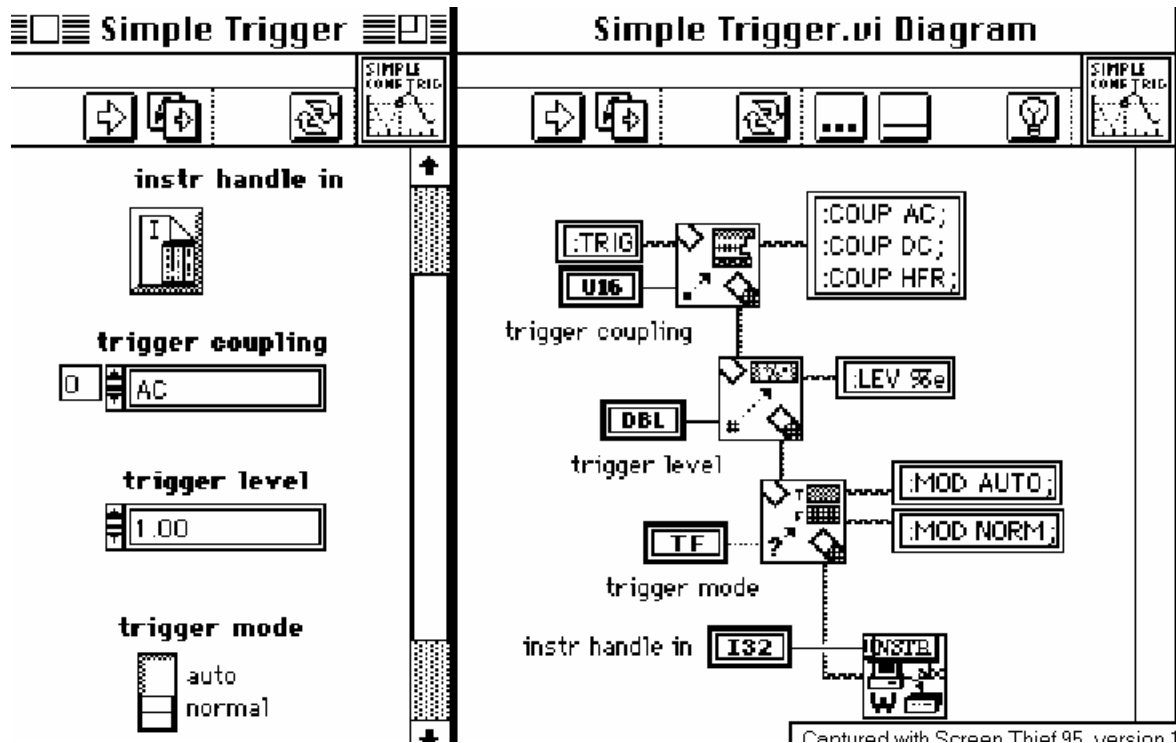 Simple Trigger
SIMPLE
TRIG
instr handle in
I
trigger coupling
0 AC
trigger level
1.00
trigger mode
auto
normal
Simple Trigger.vi Diagram
SIMPLE
TRIG
:TRIG
:COUP AC;
:COUP DC;
:COUP HFR;
U16
trigger coupling
:LEV %e
DBL
#
trigger level
T
F
:MOD AUTO;
:MOD NORM;
TF
?
trigger mode
instr handle in
I32
INSTR
abc
W
Captured with Screen Thief 95, version